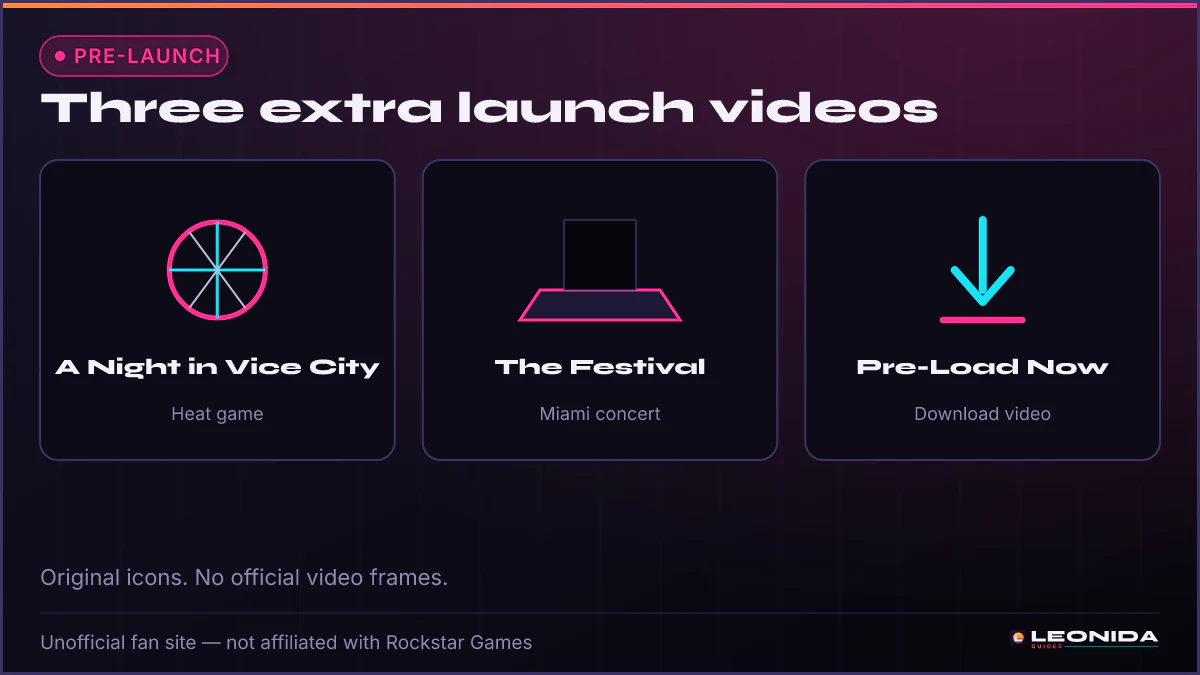 PRE-LAUNCH
Three extra launch videos
A Night in Vice City
Heat game
The Festival
Miami concert
Pre-Load Now
Download video
Original icons. No official video frames.
Unofficial fan site — not affiliated with Rockstar Games
LEONIDA
GUIDES